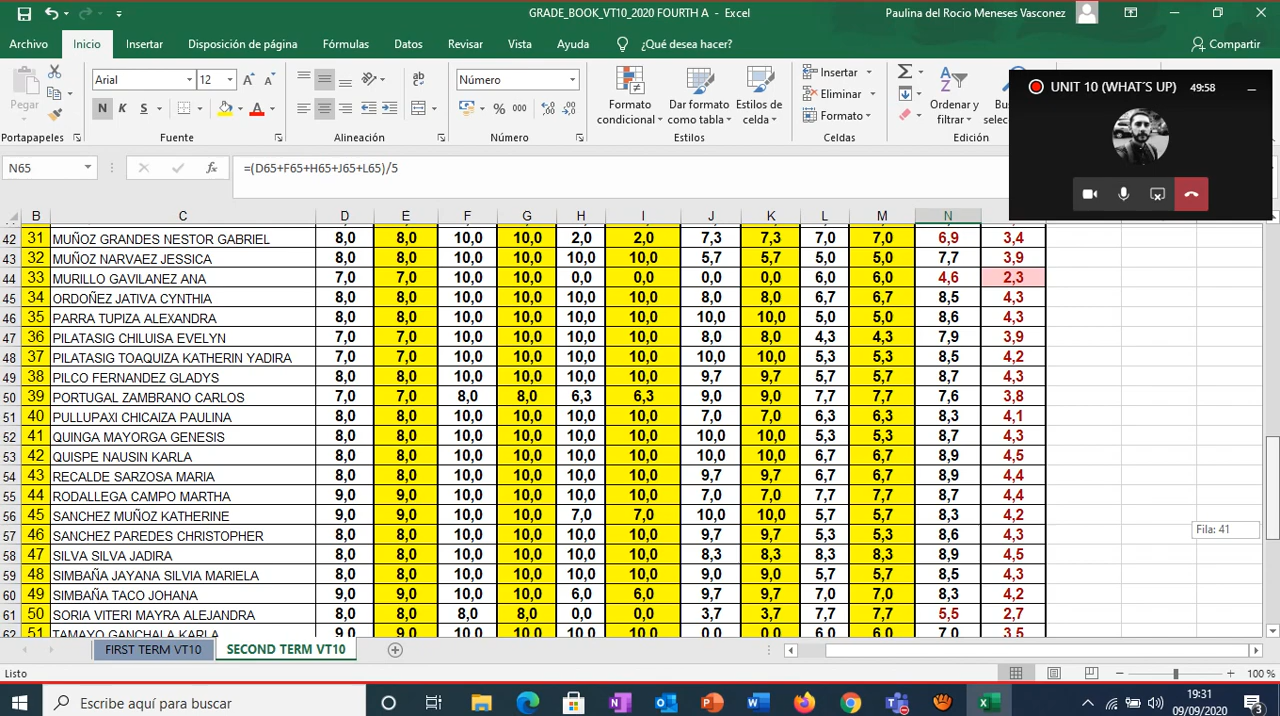 GRADE_BOOK_VT10_2020 FOURTH A - Excel
Paulina del Rocio Meneses Vasconez
Archivo Inicio Insertar Disposición de página Fórmulas Datos Revisar Vista Ayuda ¿Qué desea hacer? Compartir
Pegar
Arial 12
N K S
ab
Número
% 000
Formato condicional
Dar formato como tabla
Estilos de celda
Insertar
Eliminar
Formato
Ordenar y filtrar
Portapapeles Fuente Alineación Número Estilos Celdas Edición
UNIT 10 (WHAT´S UP) 49:58
N65 fx =(D65+F65+H65+J65+L65)/5
B C D E F G H I J K L M N
42 31 MUÑOZ GRANDES NESTOR GABRIEL 8,0 8,0 10,0 10,0 2,0 2,0 7,3 7,3 7,0 7,0 6,9 3,4
43 32 MUÑOZ NARVAEZ JESSICA 8,0 8,0 10,0 10,0 10,0 10,0 5,7 5,7 5,0 5,0 7,7 3,9
44 33 MURILLO GAVILANEZ ANA 7,0 7,0 10,0 10,0 0,0 0,0 0,0 0,0 6,0 6,0 4,6 2,3
45 34 ORDOÑEZ JATIVA CYNTHIA 8,0 8,0 10,0 10,0 10,0 10,0 8,0 8,0 6,7 6,7 8,5 4,3
46 35 PARRA TUPIZA ALEXANDRA 8,0 8,0 10,0 10,0 10,0 10,0 10,0 10,0 5,0 5,0 8,6 4,3
47 36 PILATASIG CHILUISA EVELYN 7,0 7,0 10,0 10,0 10,0 10,0 8,0 8,0 4,3 4,3 7,9 3,9
48 37 PILATASIG TOAQUIZA KATHERIN YADIRA 7,0 7,0 10,0 10,0 10,0 10,0 10,0 10,0 5,3 5,3 8,5 4,2
49 38 PILCO FERNANDEZ GLADYS 8,0 8,0 10,0 10,0 10,0 10,0 9,7 9,7 5,7 5,7 8,7 4,3
50 39 PORTUGAL ZAMBRANO CARLOS 7,0 7,0 8,0 8,0 6,3 6,3 9,0 9,0 7,7 7,7 7,6 3,8
51 40 PULLUPAXI CHICAIZA PAULINA 8,0 8,0 10,0 10,0 10,0 10,0 7,0 7,0 6,3 6,3 8,3 4,1
52 41 QUINGA MAYORGA GENESIS 8,0 8,0 10,0 10,0 10,0 10,0 10,0 10,0 5,3 5,3 8,7 4,3
53 42 QUISPE NAUSIN KARLA 8,0 8,0 10,0 10,0 10,0 10,0 10,0 10,0 6,7 6,7 8,9 4,5
54 43 RECALDE SARZOSA MARIA 8,0 8,0 10,0 10,0 10,0 10,0 9,7 9,7 6,7 6,7 8,9 4,4
55 44 RODALLEGA CAMPO MARTHA 9,0 9,0 10,0 10,0 10,0 10,0 7,0 7,0 7,7 7,7 8,7 4,4
56 45 SANCHEZ MUÑOZ KATHERINE 9,0 9,0 10,0 10,0 7,0 7,0 10,0 10,0 5,7 5,7 8,3 4,2
57 46 SANCHEZ PAREDES CHRISTOPHER 8,0 8,0 10,0 10,0 10,0 10,0 9,7 9,7 5,3 5,3 8,6 4,3
58 47 SILVA SILVA JADIRA 8,0 8,0 10,0 10,0 10,0 10,0 8,3 8,3 8,3 8,3 8,9 4,5
59 48 SIMBAÑA JAYANA SILVIA MARIELA 8,0 8,0 10,0 10,0 10,0 10,0 9,0 9,0 5,7 5,7 8,5 4,3
60 49 SIMBAÑA TACO JOHANA 9,0 9,0 10,0 10,0 6,0 6,0 9,7 9,7 7,0 7,0 8,3 4,2
61 50 SORIA VITERI MAYRA ALEJANDRA 8,0 8,0 8,0 8,0 0,0 0,0 3,7 3,7 7,7 7,7 5,5 2,7
62 51 TAMAYO GANCHALA KARLA 9,0 9,0 10,0 10,0 10,0 10,0 0,0 0,0 6,0 6,0 7,0 3,5
Fila: 41
FIRST TERM VT10 SECOND TERM VT10
Listo 100 %
Escribe aquí para buscar
19:31
09/09/2020
3